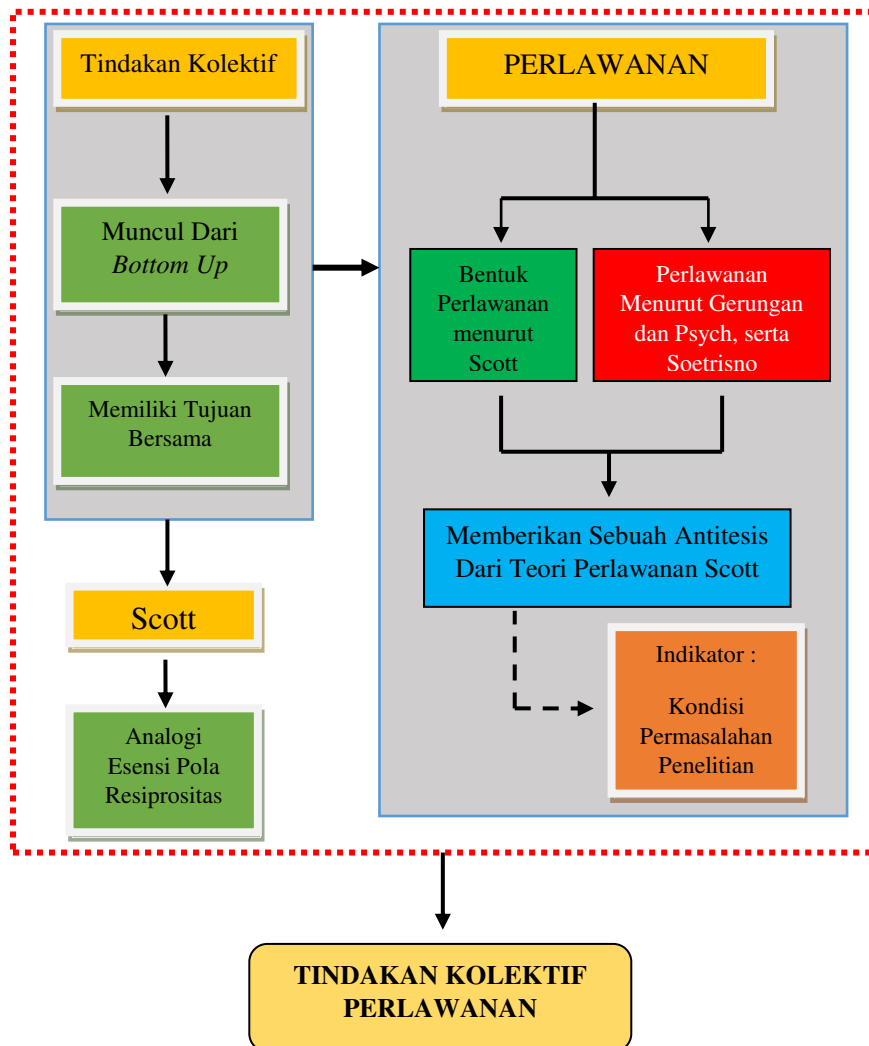 Tindakan Kolektif
Muncul Dari
Bottom Up
Memiliki Tujuan
Bersama
Scott
Analogi
Esensi Pola
Resiprositas
PERLAWANAN
Bentuk
Perlawanan
menurut
Scott
Perlawanan
Menurut Gerungan
dan Psych, serta
Soetrisno
Memberikan Sebuah Antitesis
Dari Teori Perlawanan Scott
Indikator :
Kondisi
Permasalahan
Penelitian
TINDAKAN KOLEKTIF
PERLAWANAN